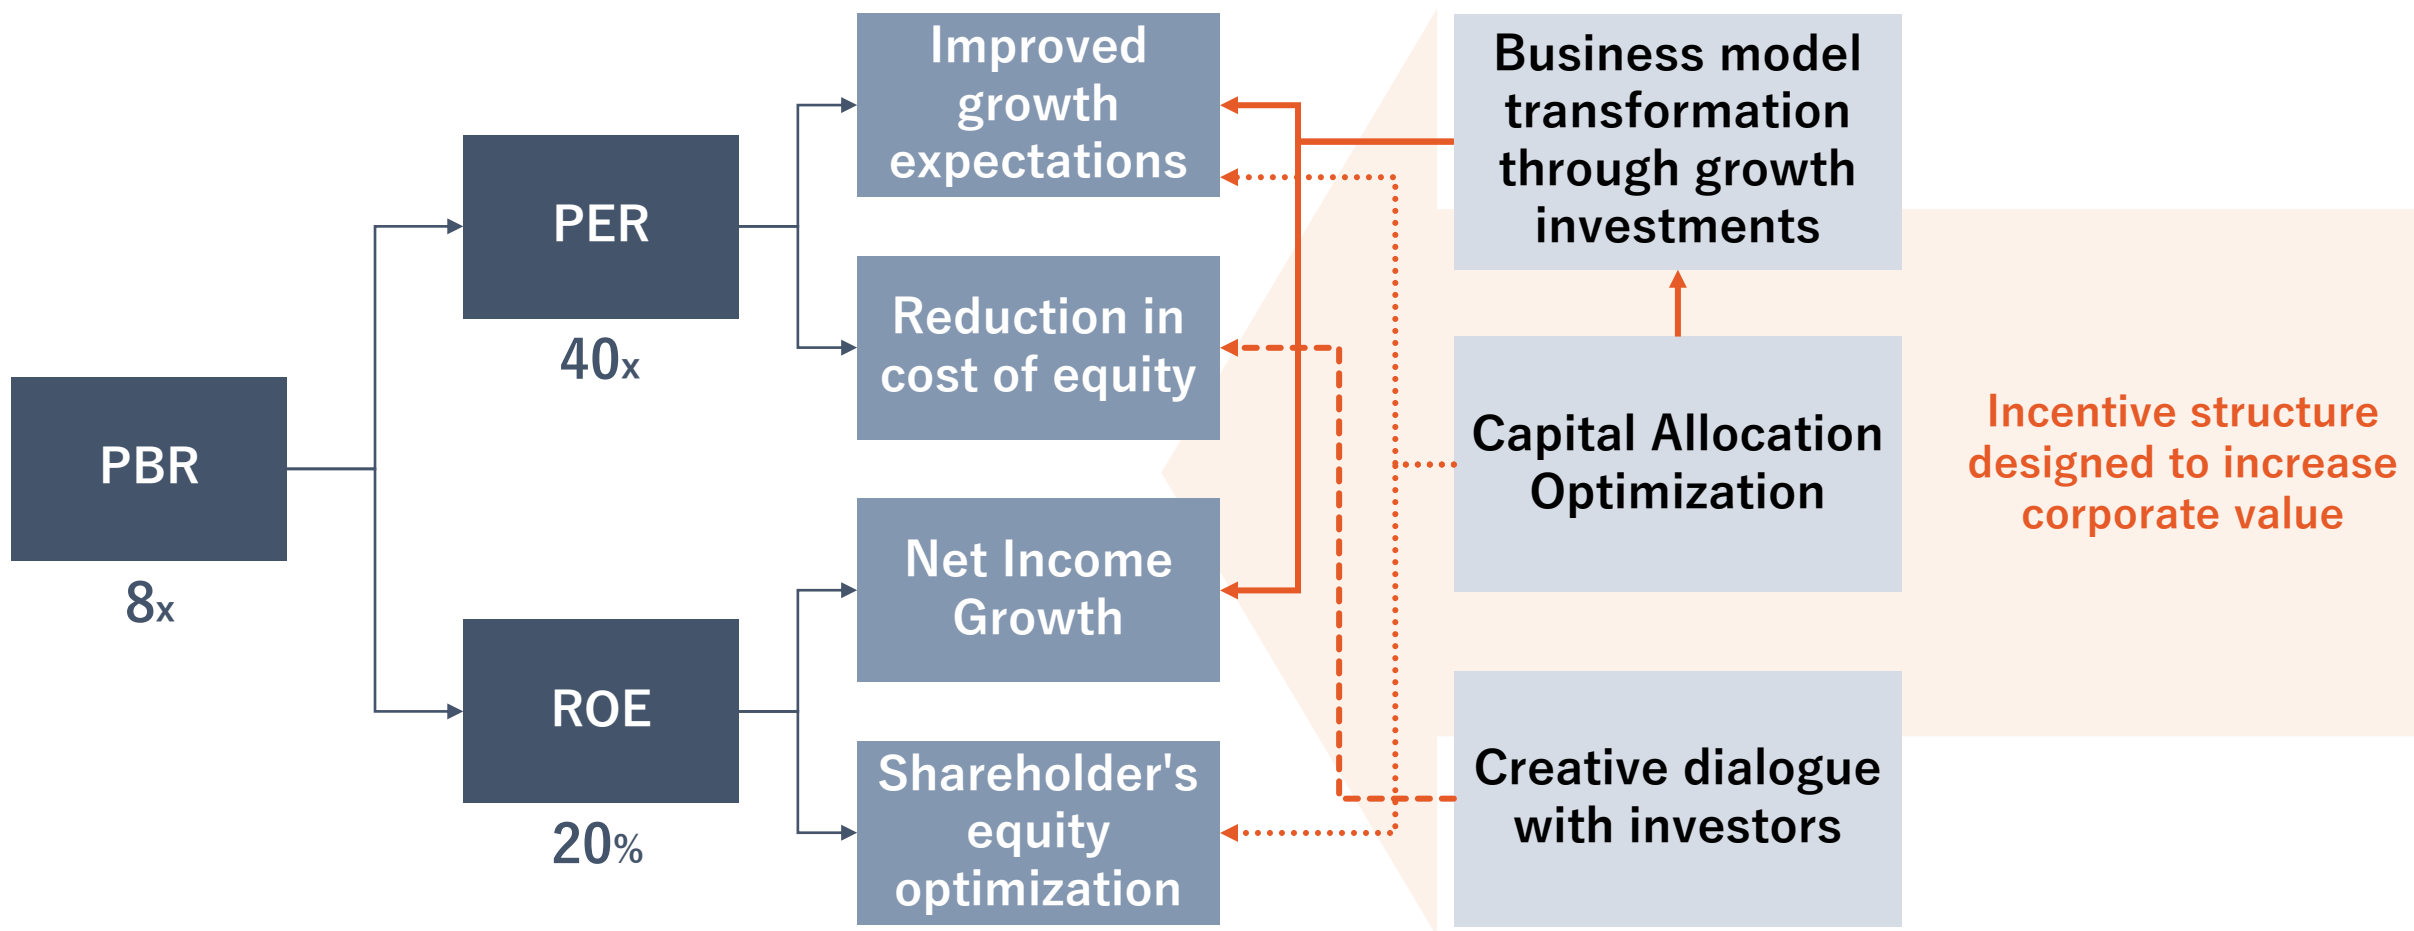 PBR
8x
PER
40x
ROE
20%
Improved
growth
expectations
Reduction in
cost of equity
Net Income
Growth
Shareholder's
equity
optimization
Business model
transformation
through growth
investments
Capital Allocation
Optimization
Creative dialogue
with investors
Incentive structure
designed to increase
corporate value